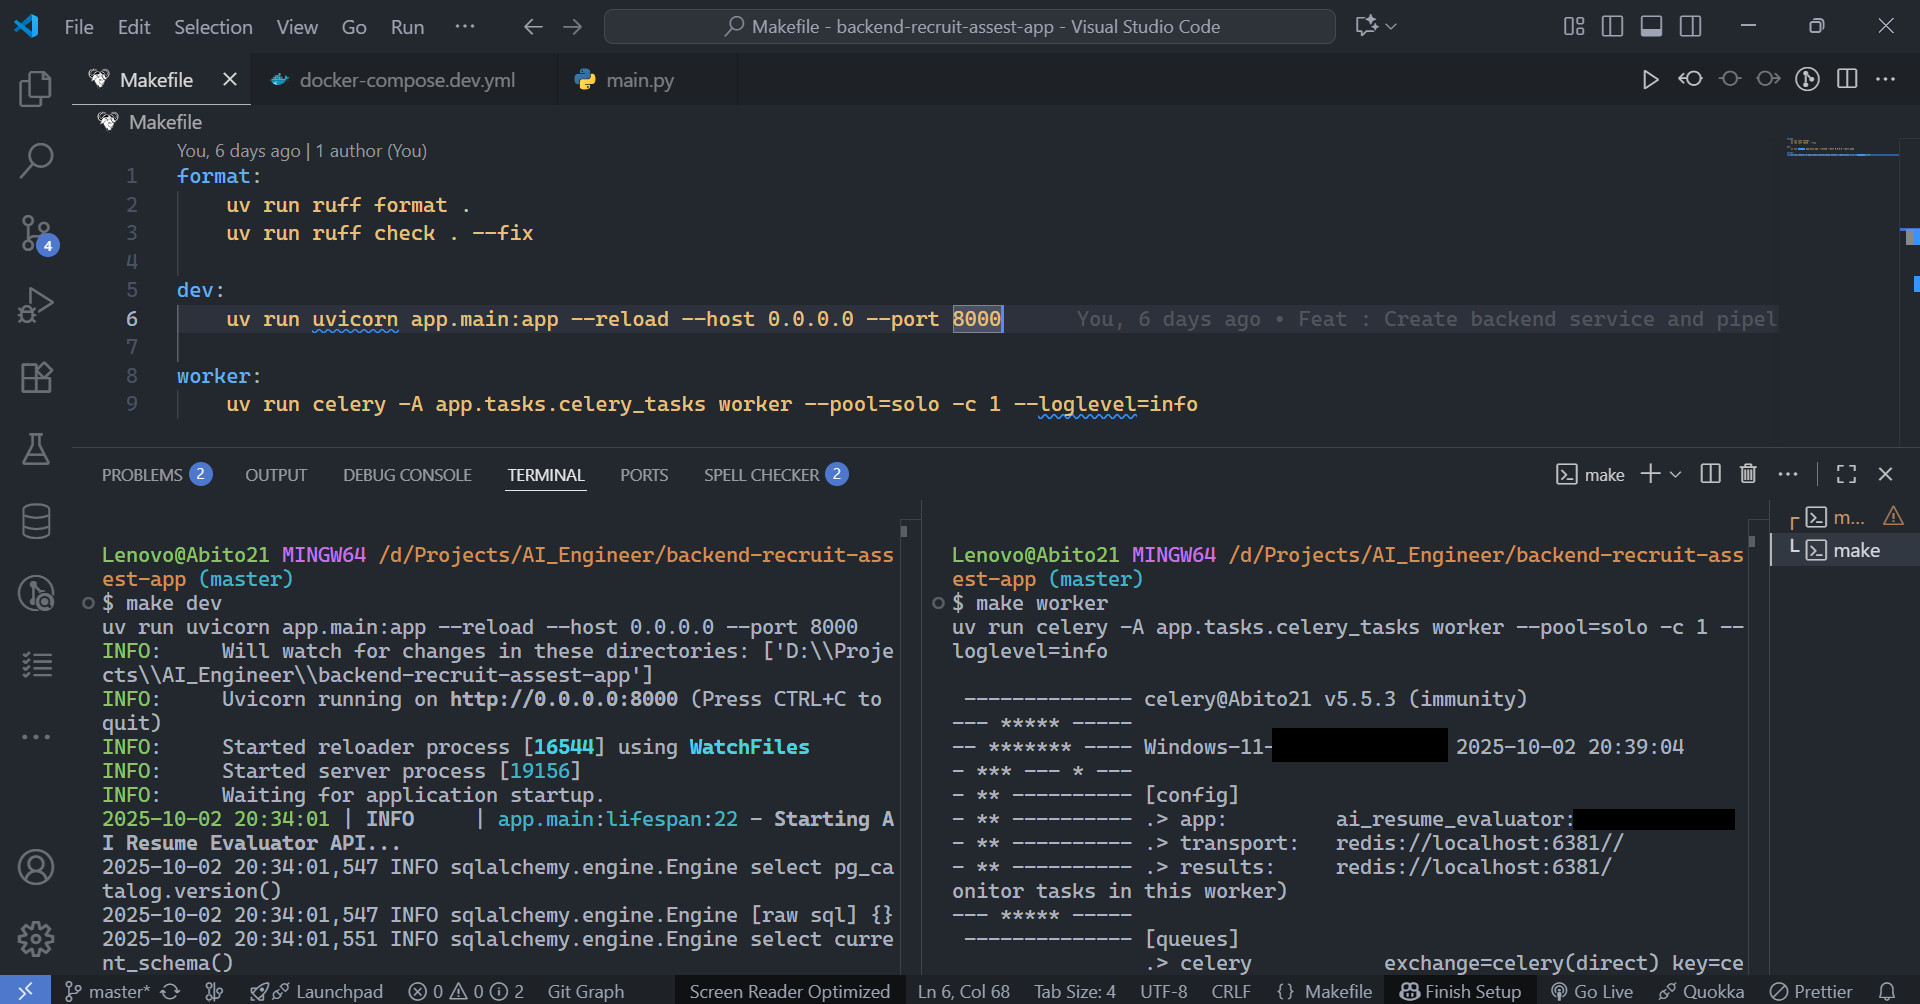 File Edit Selection View Go Run ··· Makefile - backend-recruit-assest-app - Visual Studio Code
Makefile docker-compose.dev.yml main.py
Makefile
You, 6 days ago | 1 author (You)
1 format:
2 uv run ruff format .
3 uv run ruff check . --fix
4
5 dev:
6 uv run uvicorn app.main:app --reload --host 0.0.0.0 --port 8000 You, 6 days ago • Feat : Create backend service and pipel
7
8 worker:
9 uv run celery -A app.tasks.celery_tasks worker --pool=solo -c 1 --loglevel=info
4
PROBLEMS 2 OUTPUT DEBUG CONSOLE TERMINAL PORTS SPELL CHECKER 2 make
m...
make
Lenovo@Abito21 MINGW64 /d/Projects/AI_Engineer/backend-recruit-ass
est-app (master)
$ make dev
uv run uvicorn app.main:app --reload --host 0.0.0.0 --port 8000
INFO: Will watch for changes in these directories: ['D:\\Proje
cts\\AI_Engineer\\backend-recruit-assest-app']
INFO: Uvicorn running on http://0.0.0.0:8000 (Press CTRL+C to
quit)
INFO: Started reloader process [16544] using WatchFiles
INFO: Started server process [19156]
INFO: Waiting for application startup.
2025-10-02 20:34:01 | INFO | app.main:lifespan:22 - Starting A
I Resume Evaluator API...
2025-10-02 20:34:01,547 INFO sqlalchemy.engine.Engine select pg_ca
talog.version()
2025-10-02 20:34:01,547 INFO sqlalchemy.engine.Engine [raw sql] {}
2025-10-02 20:34:01,551 INFO sqlalchemy.engine.Engine select curre
nt_schema()
Lenovo@Abito21 MINGW64 /d/Projects/AI_Engineer/backend-recruit-ass
est-app (master)
$ make worker
uv run celery -A app.tasks.celery_tasks worker --pool=solo -c 1 --
loglevel=info
-------------- celery@Abito21 v5.5.3 (immunity)
--- ***** -----
-- ******* ---- Windows-11- 2025-10-02 20:39:04
- *** --- * ---
- ** ---------- [config]
- ** ---------- .> app: ai_resume_evaluator:
- ** ---------- .> transport: redis://localhost:6381//
- ** ---------- .> results: redis://localhost:6381/
onitor tasks in this worker)
--- ***** -----
-------------- [queues]
.> celery exchange=celery(direct) key=ce
master* Launchpad 0 0 2 Git Graph Screen Reader Optimized Ln 6, Col 68 Tab Size: 4 UTF-8 CRLF {} Makefile Finish Setup Go Live Quokka Prettier